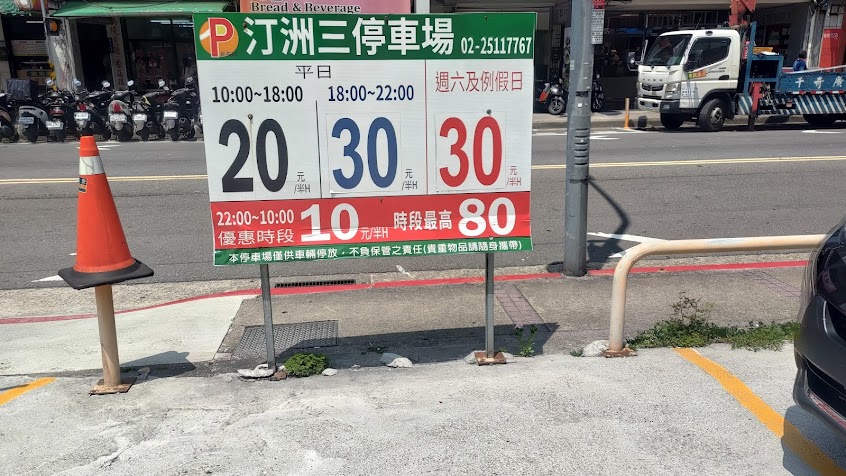 Bread & Beverage
P 汀洲三停車場 02-25117767
平日
10:00~18:00
20 元/半H
18:00~22:00
30 元/半H
週六及例假日
30 元/半H
22:00~10:00
優惠時段 10 元/半H 時段最高 80
本停車場僅供車輛停放,不負保管之責任(貴重物品請隨身攜帶)